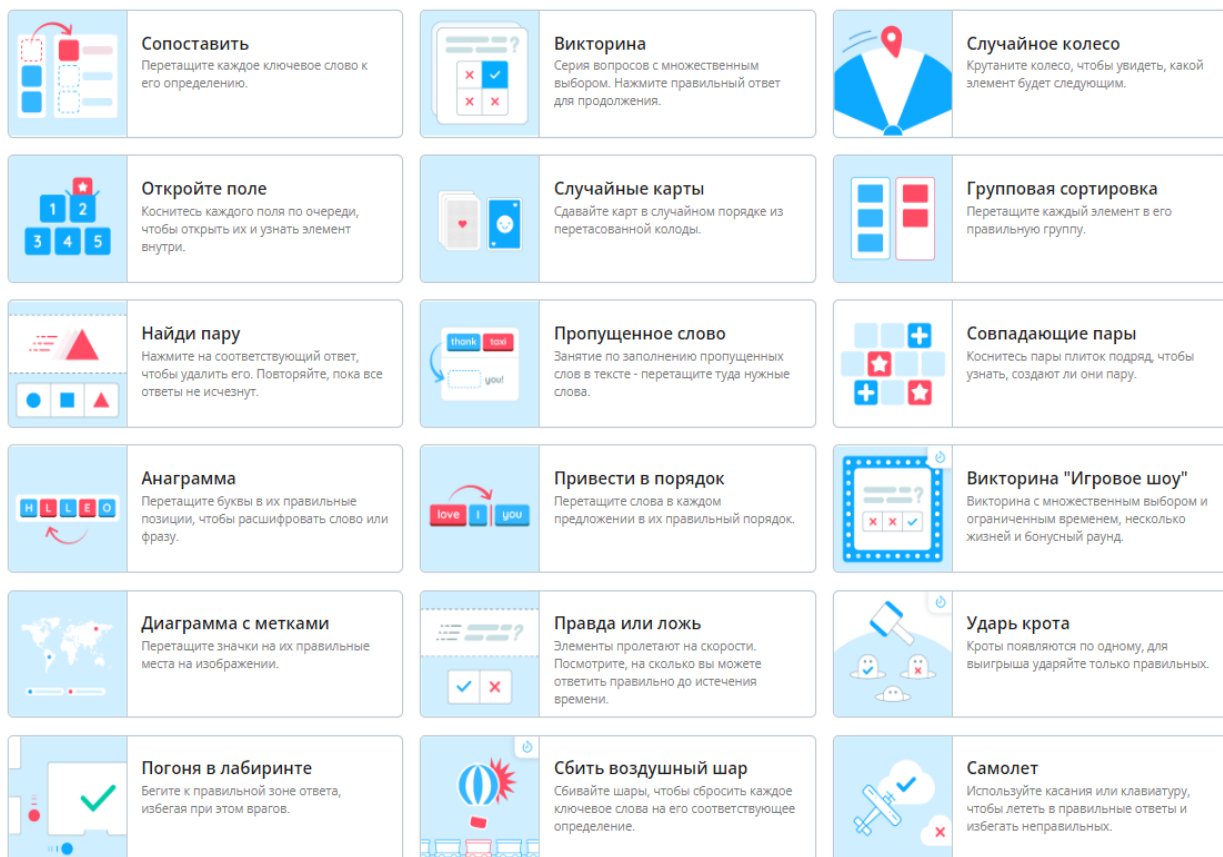 Сопоставить
Перетащите каждое ключевое слово к
его определению.
?
Викторина
Серия вопросов с множественным
выбором. Нажмите правильный ответ
для продолжения.
Случайное колесо
Крутаните колесо, чтобы увидеть, какой
элемент будет следующим.
1 2
3 4 5
Откройте поле
Коснитесь каждого поля по очереди,
чтобы открыть их и узнать элемент
внутри.
Случайные карты
Сдавайте карт в случайном порядке из
перетасованной колоды.
Групповая сортировка
Перетащите каждый элемент в его
правильную группу.
Найди пару
Нажмите на соответствующий ответ,
чтобы удалить его. Повторяйте, пока все
ответы не исчезнут.
thank taxi
you!
Пропущенное слово
Занятие по заполнению пропущенных
слов в тексте - перетащите туда нужные
слова.
Совпадающие пары
Коснитесь пары плиток подряд, чтобы
узнать, создают ли они пару.
H L L E O
Анаграмма
Перетащите буквы в их правильные
позиции, чтобы расшифровать слово или
фразу.
love I you
Привести в порядок
Перетащите слова в каждом
предложении в их правильный порядок.
?
Викторина "Игровое шоу"
Викторина с множественным выбором и
ограниченным временем, несколько
жизней и бонусный раунд.
Диаграмма с метками
Перетащите значки на их правильные
места на изображении.
?
Правда или ложь
Элементы пролетают на скорости.
Посмотрите, на сколько вы можете
ответить правильно до истечения
времени.
Ударь крота
Кроты появляются по одному, для
выигрыша ударяйте только правильных.
Погоня в лабиринте
Бегите к правильной зоне ответа,
избегая при этом врагов.
Сбить воздушный шар
Сбивайте шары, чтобы сбросить каждое
ключевое слова на его соответствующее
определение.
Самолет
Используйте касания или клавиатуру,
чтобы лететь в правильные ответы и
избегать неправильных.